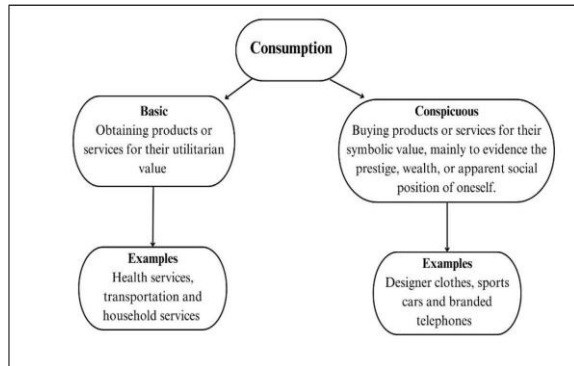 Consumption
Basic
Obtaining products or
services for their utilitarian
value
Conspicuous
Buying products or services for their
symbolic value, mainly to evidence the
prestige, wealth, or apparent social
position of oneself.
Examples
Health services,
transportation and
household services
Examples
Designer clothes, sports
cars and branded
telephones